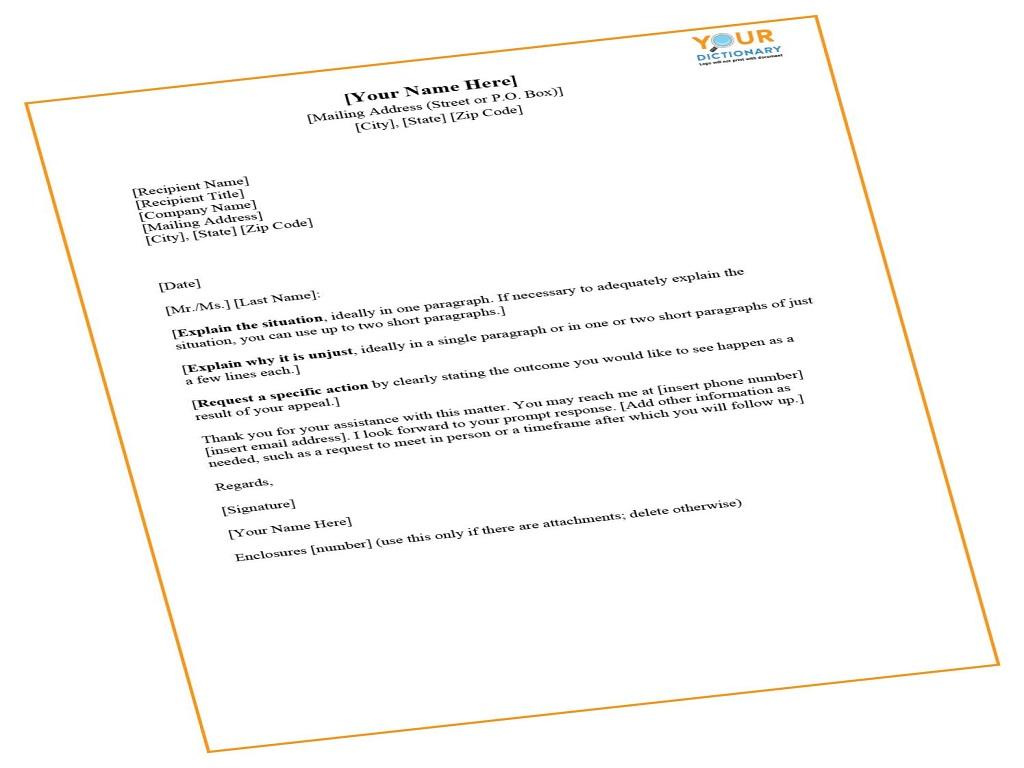 YOUR
DICTIONARY
Logo will not print with document
[Your Name Here]
[Mailing Address (Street or P.O. Box)]
[City], [State] [Zip Code]
[Recipient Name]
[Recipient Title]
[Company Name]
[Mailing Address]
[City], [State] [Zip Code]
[Date]
[Mr./Ms.] [Last Name]:
[Explain the situation, ideally in one paragraph. If necessary to adequately explain the
situation, you can use up to two short paragraphs.]
[Explain why it is unjust, ideally in a single paragraph or in one or two short paragraphs of just
a few lines each.]
[Request a specific action by clearly stating the outcome you would like to see happen as a
result of your appeal.]
Thank you for your assistance with this matter. You may reach me at [insert phone number]
[insert email address]. I look forward to your prompt response. [Add other information as
needed, such as a request to meet in person or a timeframe after which you will follow up.]
Regards,
[Signature]
[Your Name Here]
Enclosures [number] (use this only if there are attachments; delete otherwise)